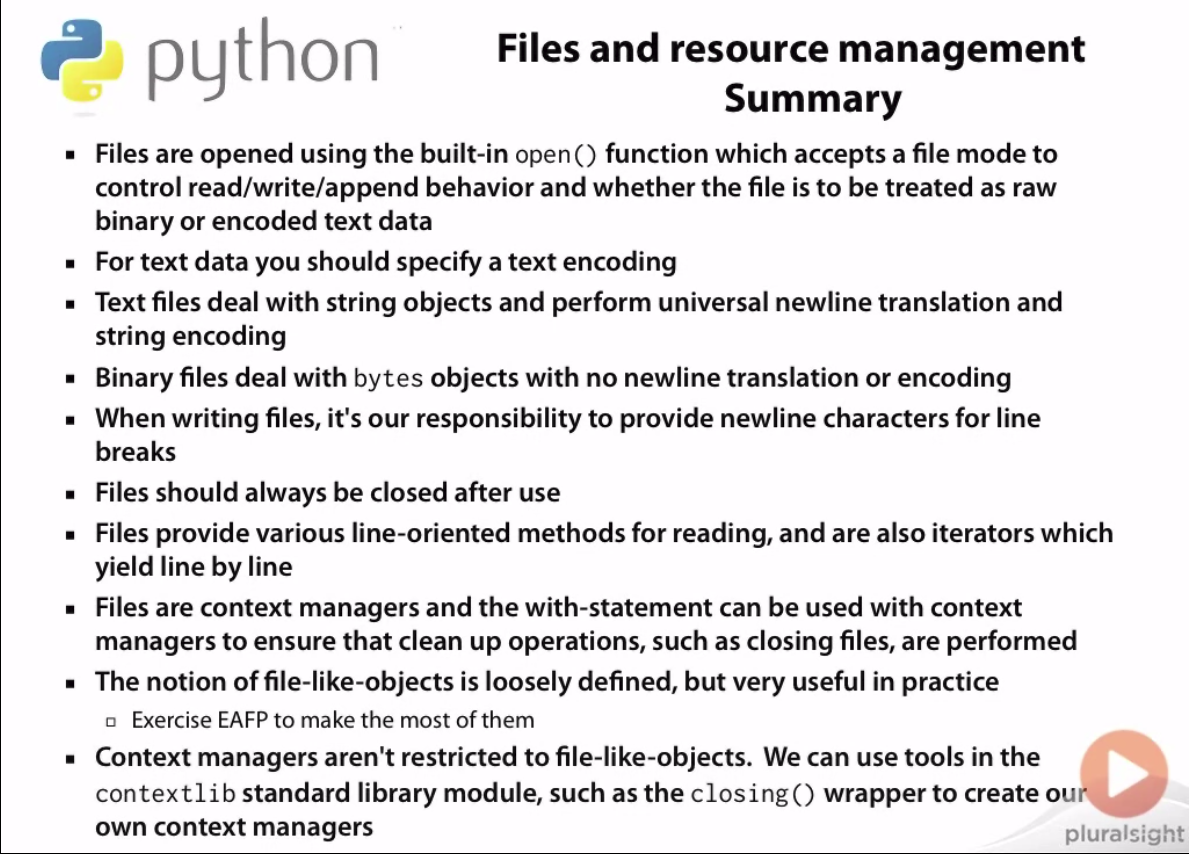 python
Files and resource management
Summary
▪ Files are opened using the built-in open() function which accepts a file mode to
control read/write/append behavior and whether the file is to be treated as raw
binary or encoded text data
▪ For text data you should specify a text encoding
▪ Text files deal with string objects and perform universal newline translation and
string encoding
▪ Binary files deal with bytes objects with no newline translation or encoding
▪ When writing files, it's our responsibility to provide newline characters for line
breaks
▪ Files should always be closed after use
▪ Files provide various line-oriented methods for reading, and are also iterators which
yield line by line
▪ Files are context managers and the with-statement can be used with context
managers to ensure that clean up operations, such as closing files, are performed
▪ The notion of file-like-objects is loosely defined, but very useful in practice
▫ Exercise EAFP to make the most of them
▪ Context managers aren't restricted to file-like-objects. We can use tools in the
contextlib standard library module, such as the closing() wrapper to create our
own context managers
pluralsight